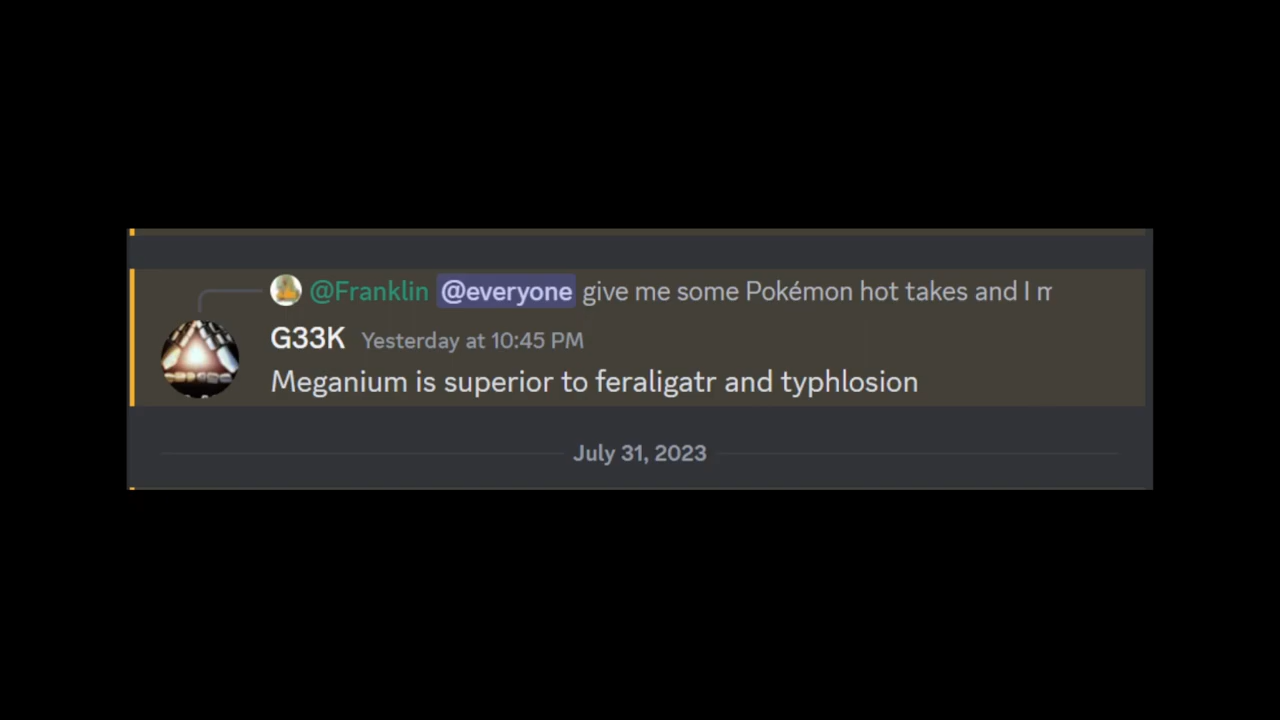 @Franklin @everyone give me some Pokémon hot takes and I
G33K Yesterday at 10:45 PM
Meganium is superior to feraligatr and typhlosion
July 31, 2023